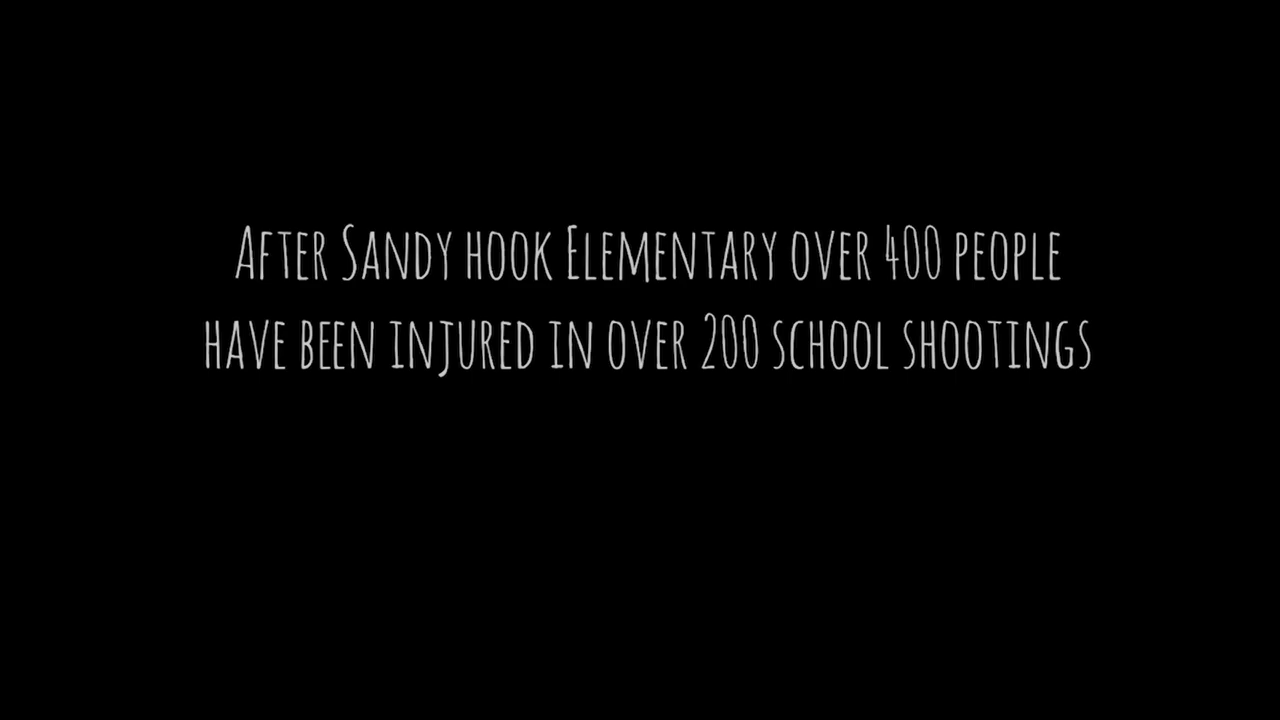 After Sandy hook Elementary over 400 people
have been injured in over 200 school shootings